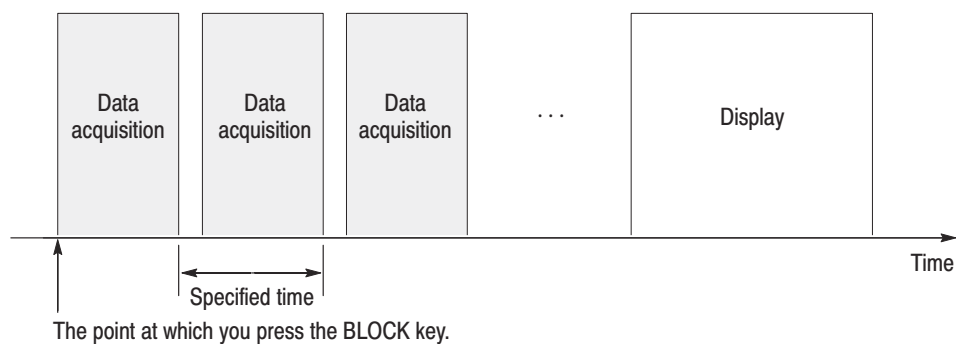 Data
acquisition
Data
acquisition
Data
acquisition
. . .
Display
Time
Specified time
The point at which you press the BLOCK key.